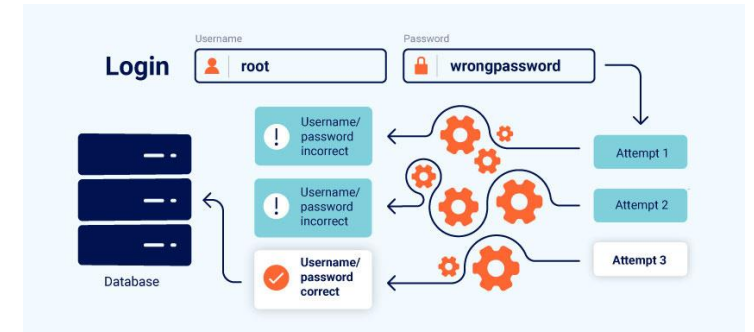 Username
Password
Login
root
wrongpassword
Username/
password
incorrect
Attempt 1
Username/
password
incorrect
Attempt 2
Username/
password
correct
Attempt 3
Database